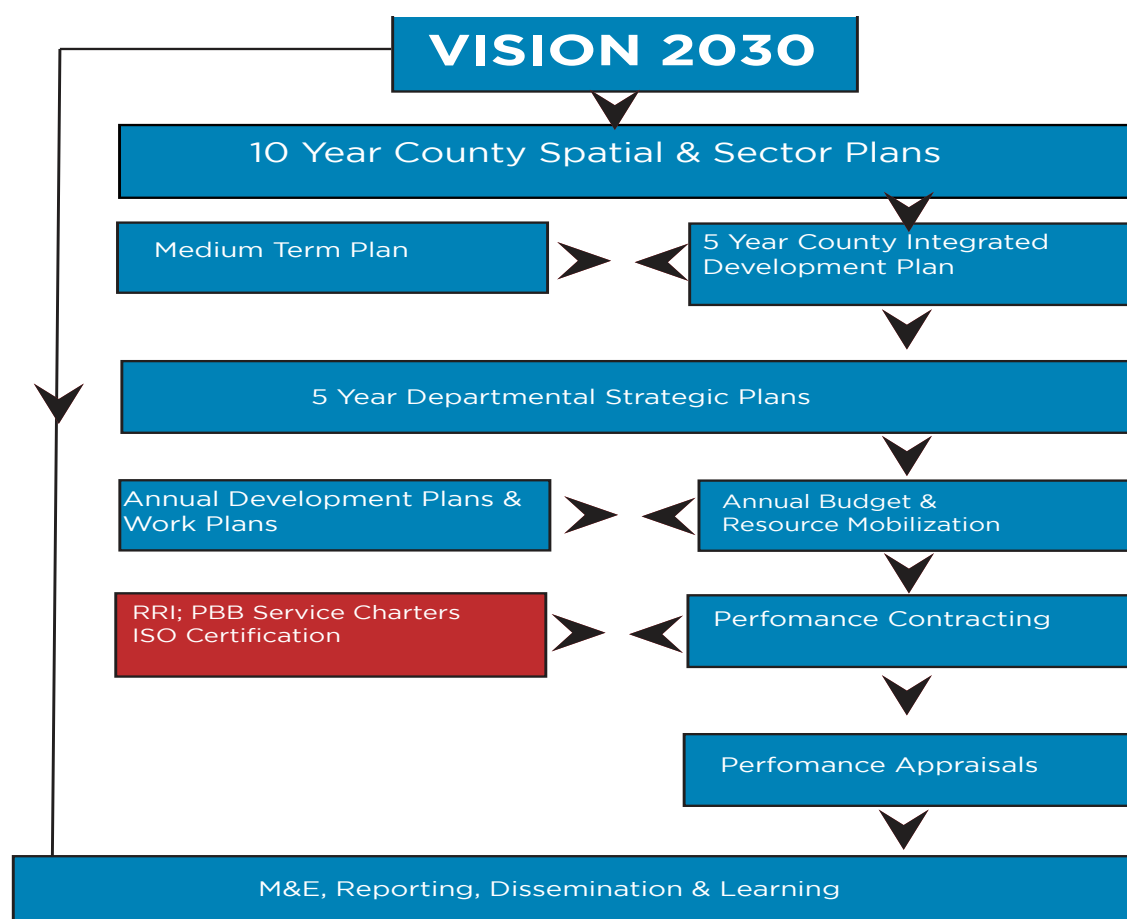 VISION 2030
10 Year County Spatial & Sector Plans
Medium Term Plan
5 Year County Integrated
Development Plan
5 Year Departmental Strategic Plans
Annual Development Plans &
Work Plans
Annual Budget &
Resource Mobilization
RRI; PBB Service Charters
ISO Certification
Perfomance Contracting
Perfomance Appraisals
M&E, Reporting, Dissemination & Learning